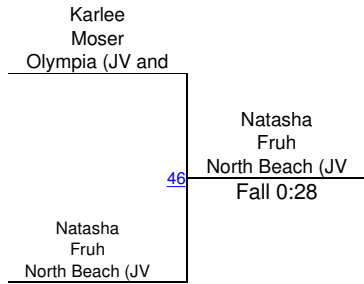 Karlee
Moser
Olympia (JV and
Natasha
Fruh
North Beach (JV
46
Fall 0:28
Natasha
Fruh
North Beach (JV